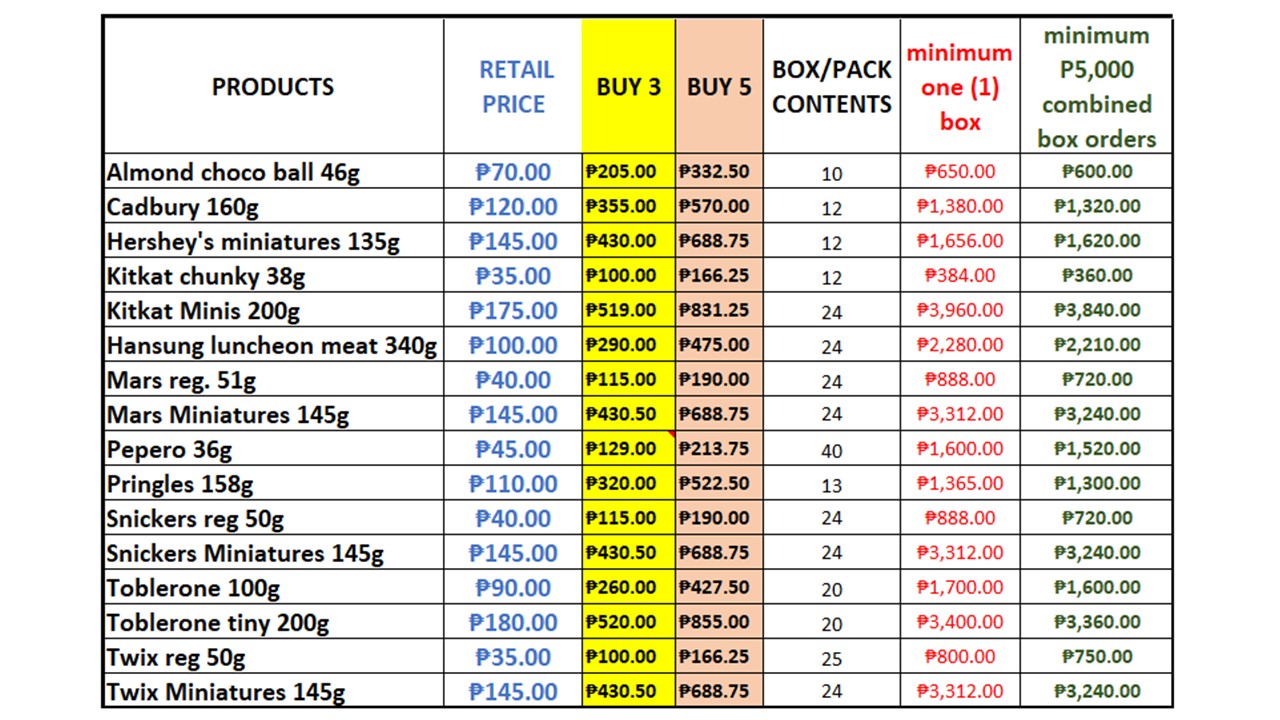 PRODUCTS RETAIL PRICE BUY 3 BUY 5 BOX/PACK CONTENTS minimum one (1) box minimum P5,000 combined box orders
Almond choco ball 46g ₱70.00 ₱205.00 ₱332.50 10 ₱650.00 ₱600.00
Cadbury 160g ₱120.00 ₱355.00 ₱570.00 12 ₱1,380.00 ₱1,320.00
Hershey's miniatures 135g ₱145.00 ₱430.00 ₱688.75 12 ₱1,656.00 ₱1,620.00
Kitkat chunky 38g ₱35.00 ₱100.00 ₱166.25 12 ₱384.00 ₱360.00
Kitkat Minis 200g ₱175.00 ₱519.00 ₱831.25 24 ₱3,960.00 ₱3,840.00
Hansung luncheon meat 340g ₱100.00 ₱290.00 ₱475.00 24 ₱2,280.00 ₱2,210.00
Mars reg. 51g ₱40.00 ₱115.00 ₱190.00 24 ₱888.00 ₱720.00
Mars Miniatures 145g ₱145.00 ₱430.50 ₱688.75 24 ₱3,312.00 ₱3,240.00
Pepero 36g ₱45.00 ₱129.00 ₱213.75 40 ₱1,600.00 ₱1,520.00
Pringles 158g ₱110.00 ₱320.00 ₱522.50 13 ₱1,365.00 ₱1,300.00
Snickers reg 50g ₱40.00 ₱115.00 ₱190.00 24 ₱888.00 ₱720.00
Snickers Miniatures 145g ₱145.00 ₱430.50 ₱688.75 24 ₱3,312.00 ₱3,240.00
Toblerone 100g ₱90.00 ₱260.00 ₱427.50 20 ₱1,700.00 ₱1,600.00
Toblerone tiny 200g ₱180.00 ₱520.00 ₱855.00 20 ₱3,400.00 ₱3,360.00
Twix reg 50g ₱35.00 ₱100.00 ₱166.25 25 ₱800.00 ₱750.00
Twix Miniatures 145g ₱145.00 ₱430.50 ₱688.75 24 ₱3,312.00 ₱3,240.00